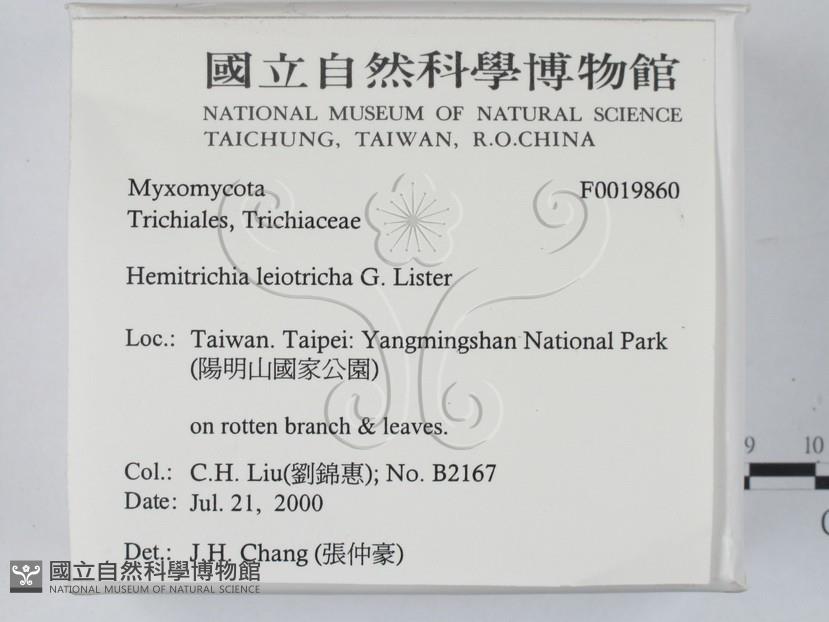 國立自然科學博物館
NATIONAL MUSEUM OF NATURAL SCIENCE
TAICHUNG, TAIWAN, R.O.CHINA
Myxomycota F0019860
Trichiales, Trichiaceae
Hemitrichia leiotricha G. Lister
Loc.: Taiwan. Taipei: Yangmingshan National Park
(陽明山國家公園)
on rotten branch & leaves.
Col.: C.H. Liu(劉錦惠); No. B2167
Date: Jul. 21, 2000
Det.: J.H. Chang (張仲豪)
9 10
國立自然科學博物館
NATIONAL MUSEUM OF NATURAL SCIENCE